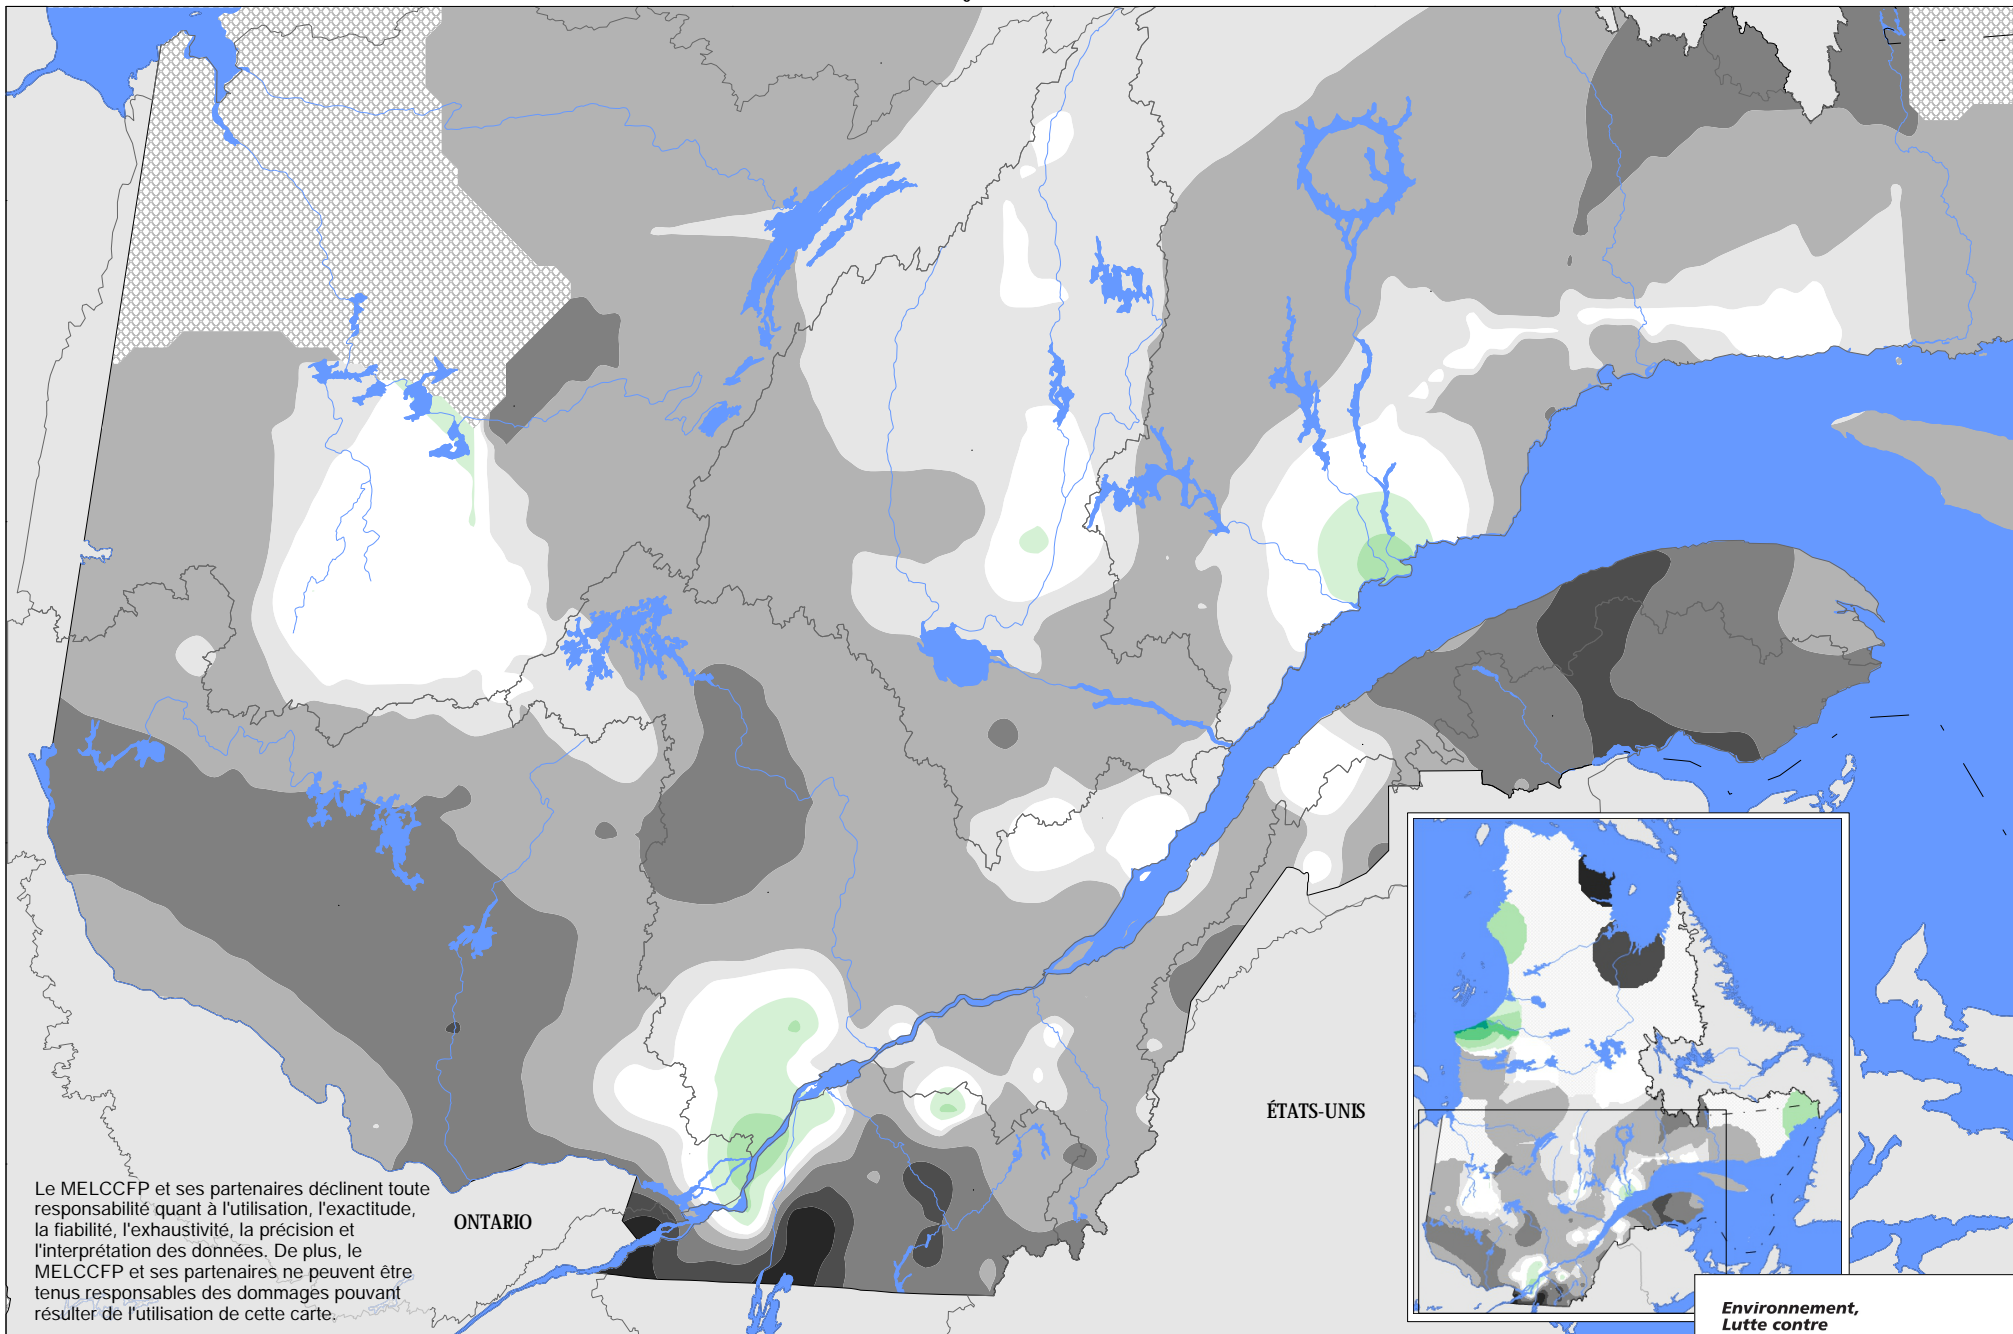 ÉTATS-UNIS
Le MELCCFP et ses partenaires déclinent toute
responsabilité quant à l'utilisation, l'exactitude,
la fiabilité, l'exhaustivité, la précision et
l'interprétation des données. De plus, le
MELCCFP et ses partenaires ne peuvent être
tenus responsables des dommages pouvant
résulter de l'utilisation de cette carte.
ONTARIO
Environnement,
Lutte contre